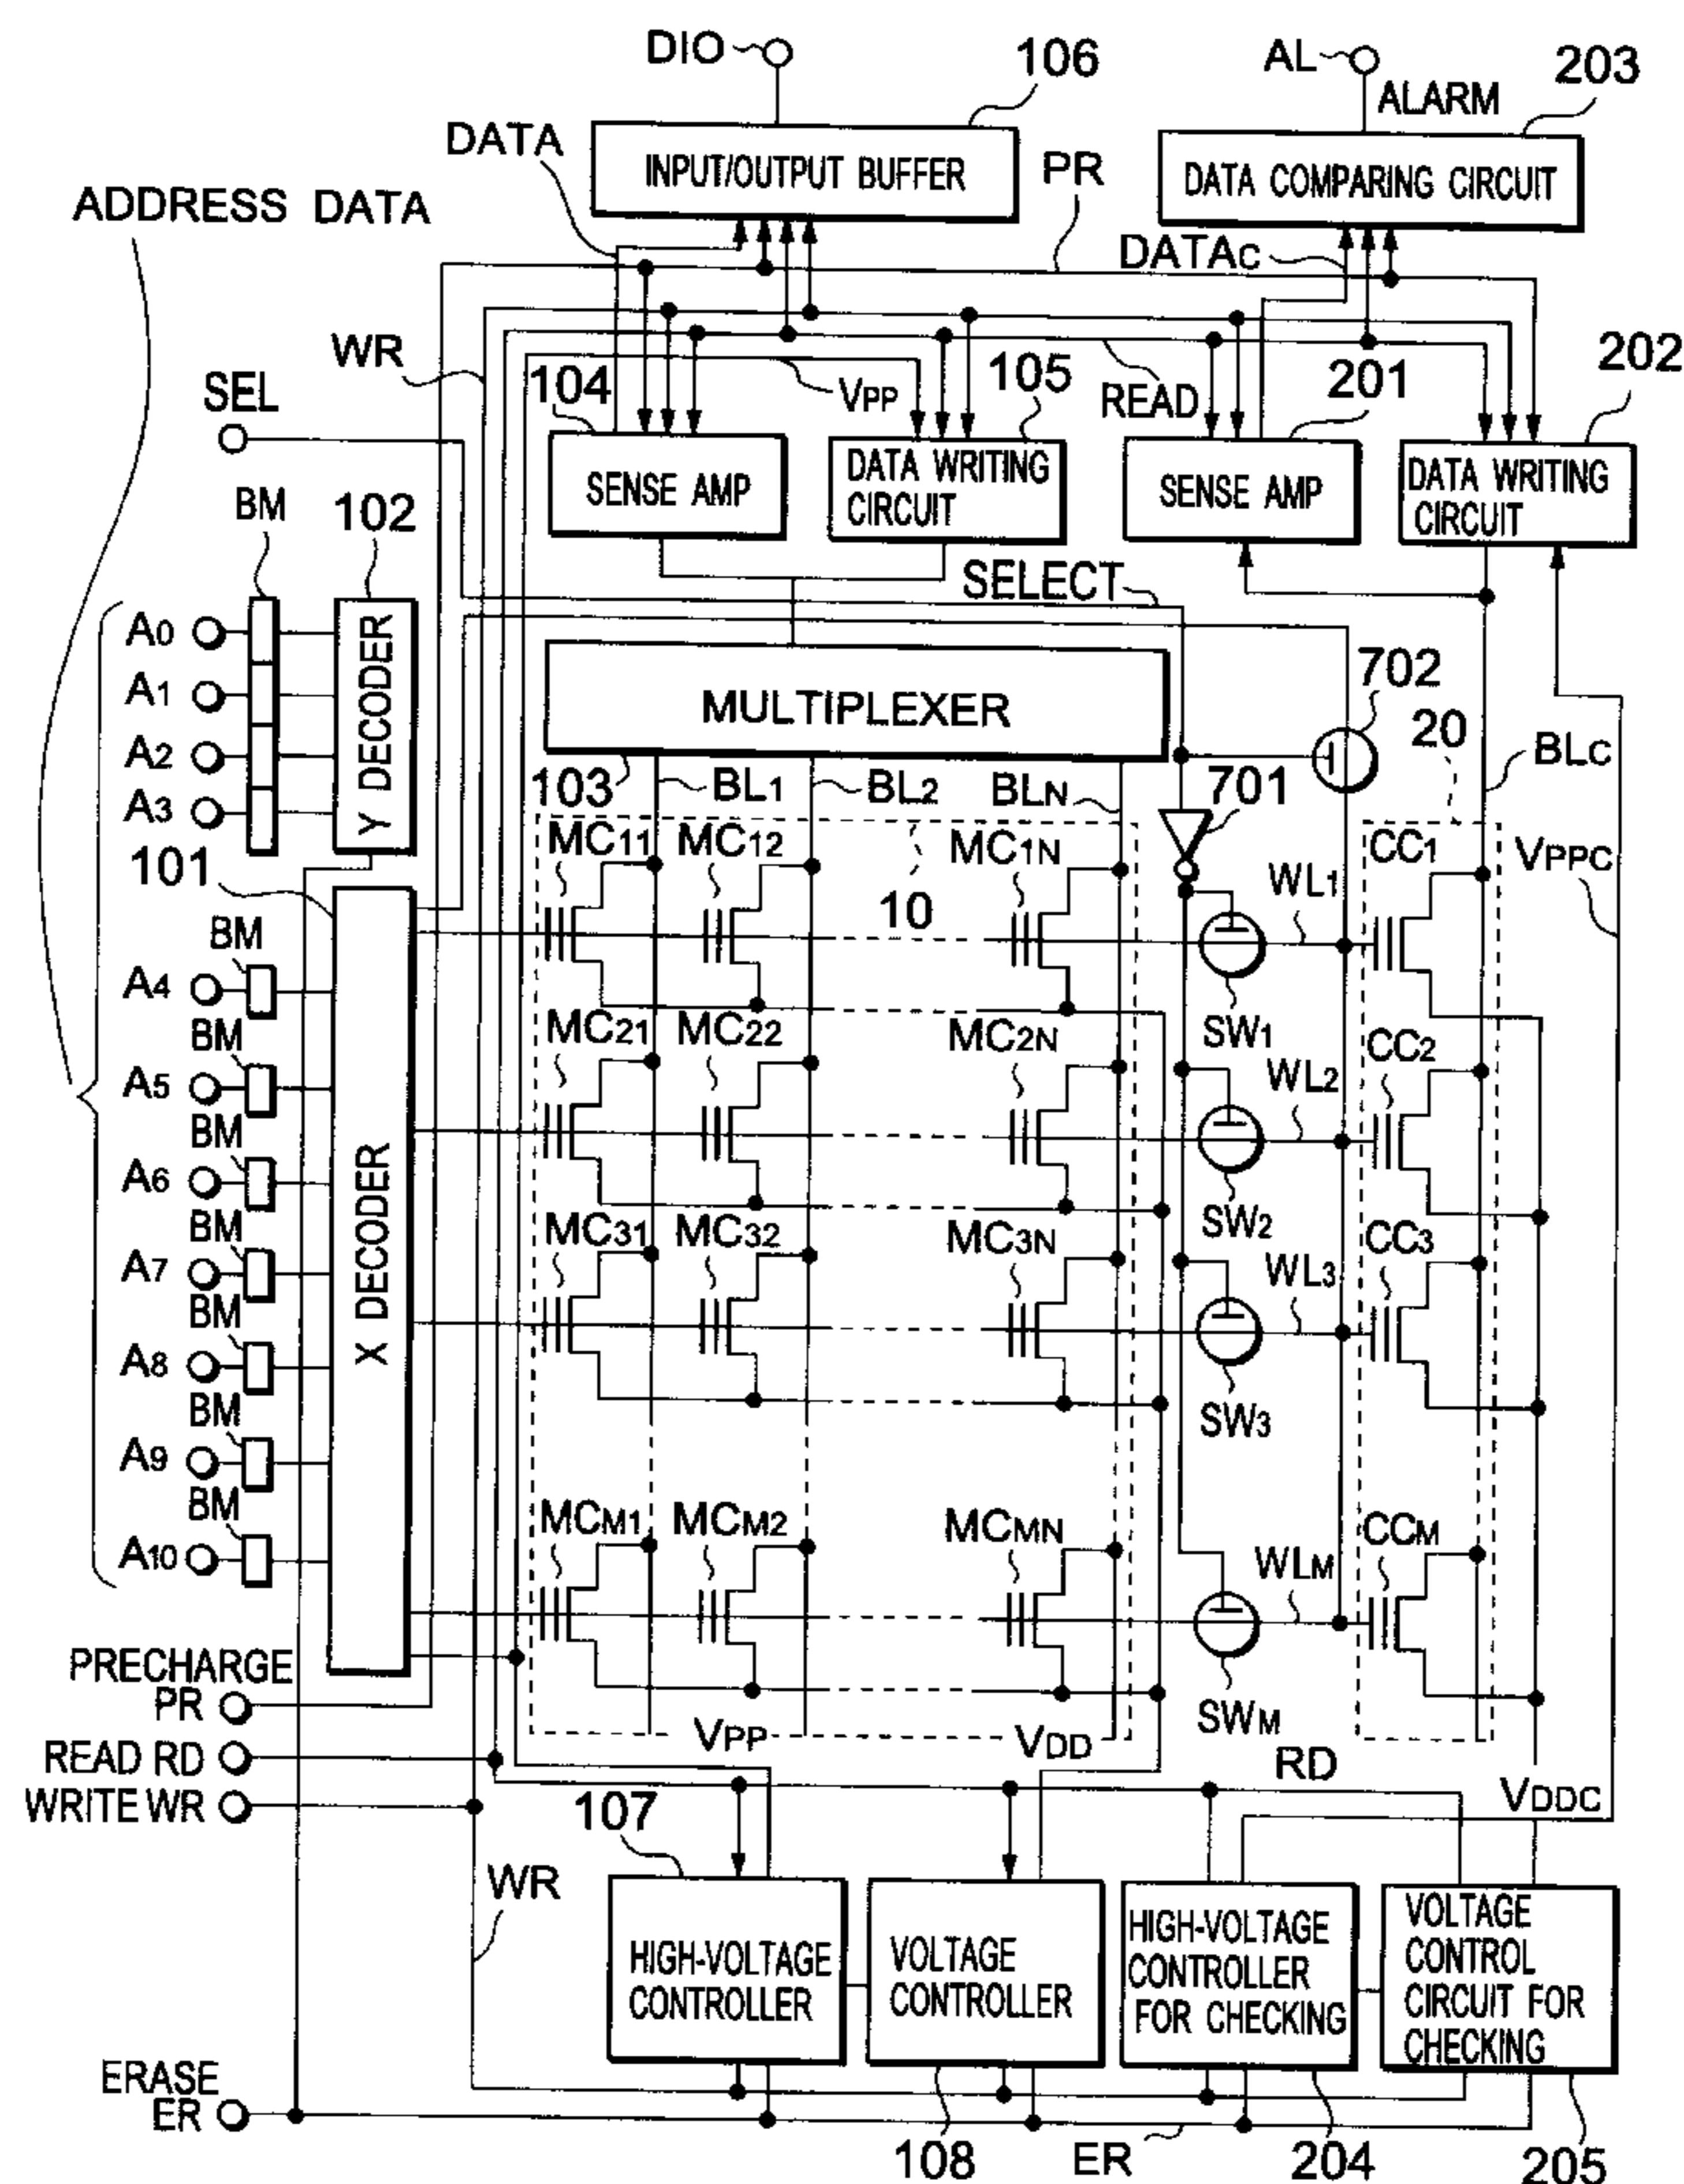 DIO
106
AL
203
ALARM
DATA
INPUT/OUTPUT BUFFER
PR
DATA COMPARING CIRCUIT
ADDRESS DATA
DATAC
WR
SEL
104
VPP
105
READ
201
202
SENSE AMP
DATA WRITING
CIRCUIT
SENSE AMP
DATA WRITING
CIRCUIT
BM
102
SELECT
A0
A1
A2
A3
Y DECODER
MULTIPLEXER
702
20
BLC
103
BL1
BL2
BLN
701
101
MC11
MC12
MC1N
10
WL1
CC1
VPPC
BM
A4
SW1
BM
A5
MC21
MC22
MC2N
WL2
CC2
BM
A6
SW2
X DECODER
BM
A7
MC31
MC32
MC3N
WL3
CC3
BM
A8
SW3
BM
A9
BM
A10
MCM1
MCM2
MCMN
WLM
CCM
SWM
PRECHARGE
PR
VPP
VDD
READ RD
RD
WRITE WR
VDDC
107
WR
HIGH-VOLTAGE
CONTROLLER
VOLTAGE
CONTROLLER
HIGH-VOLTAGE
CONTROLLER
FOR CHECKING
VOLTAGE
CONTROL
CIRCUIT FOR
CHECKING
ERASE
ER
108
ER
204
205